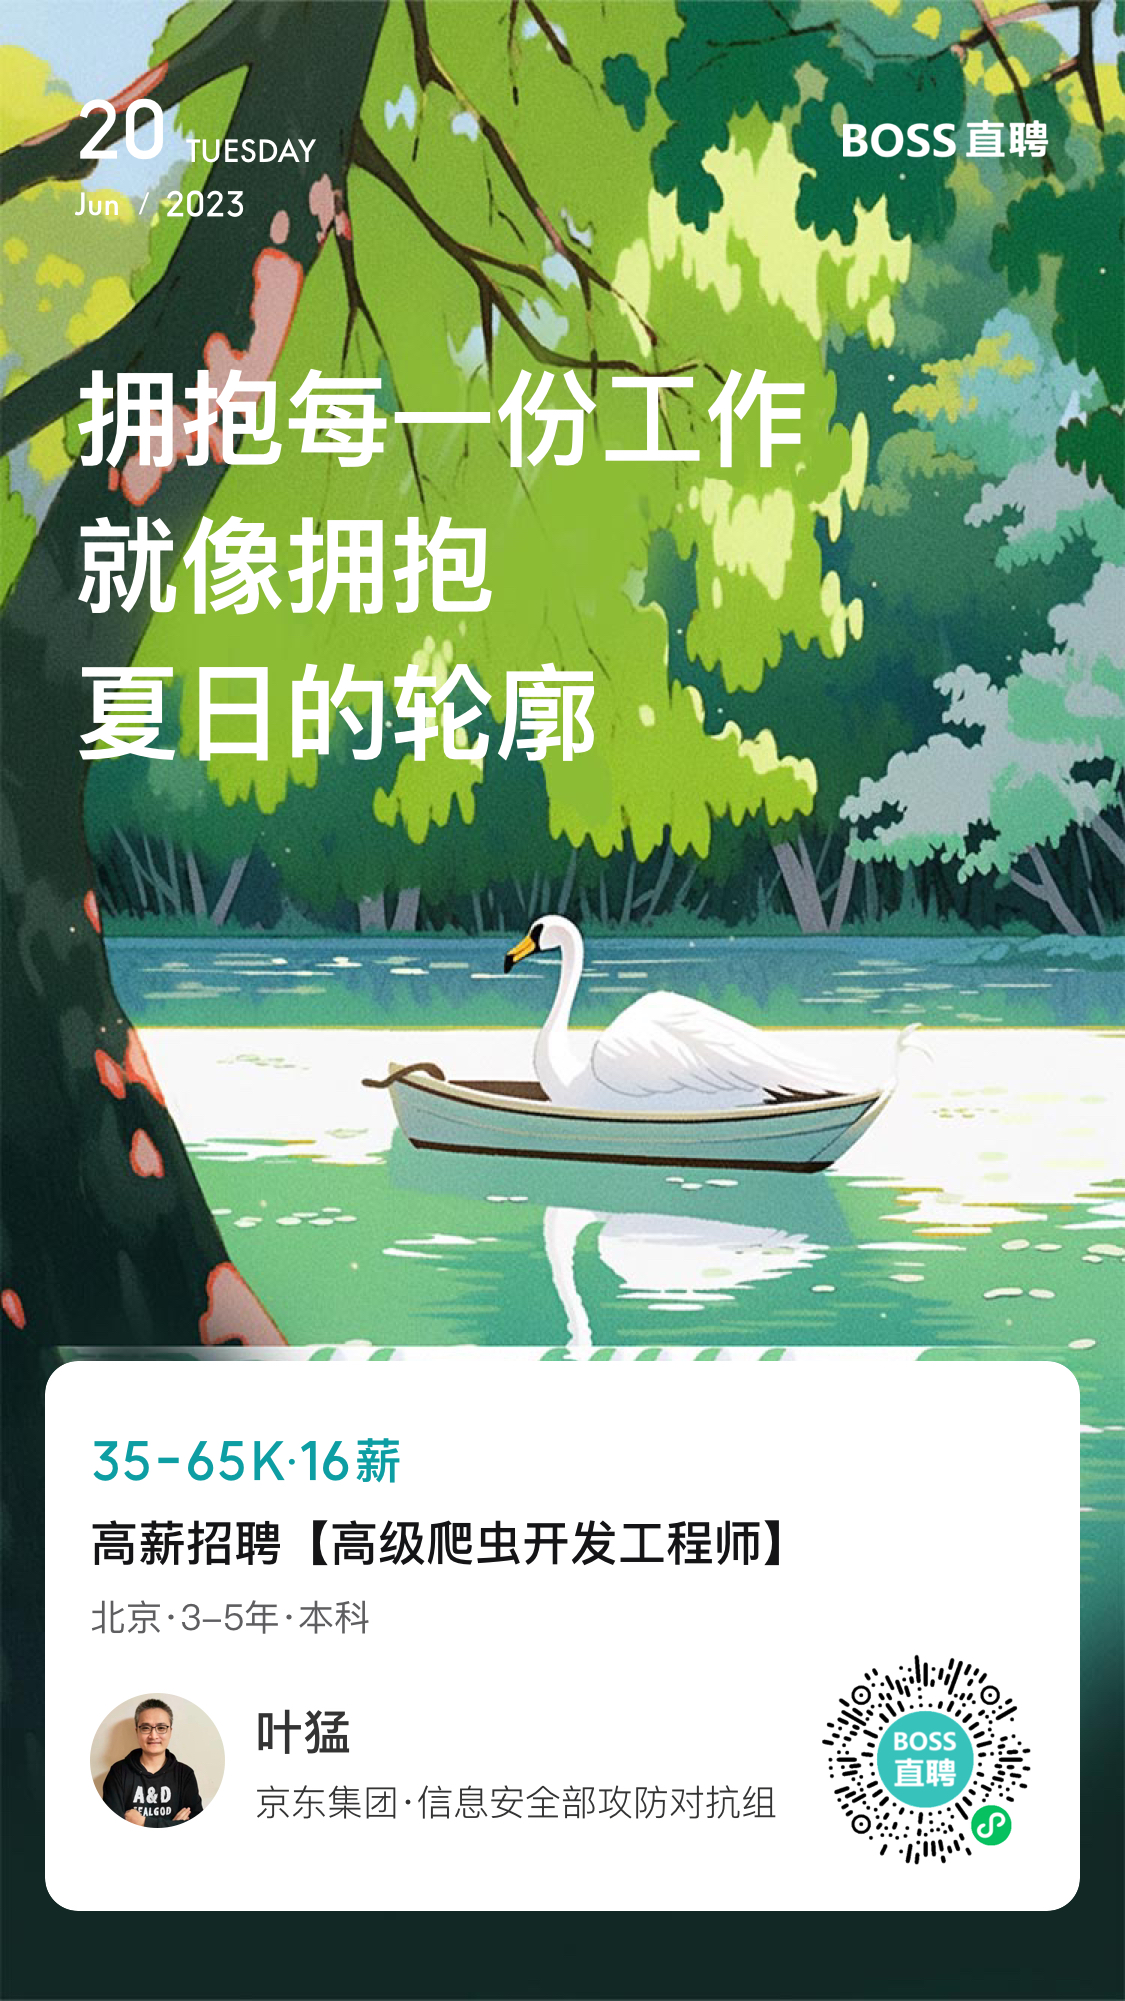 20 TUESDAY
Jun / 2023
BOSS 直聘
拥抱每一份工作
就像拥抱
夏日的轮廓
35-65K·16薪
高薪招聘【高级爬虫开发工程师】
北京·3-5年·本科
叶猛
京东集团·信息安全部攻防对抗组
A&D
EALGOD
BOSS
直聘